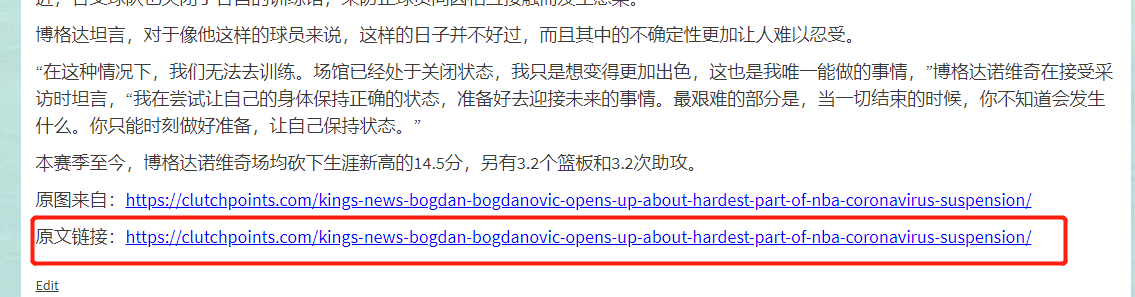 博格达坦言，对于像他这样的球员来说，这样的日子并不好过，而且其中的不确定性更加让人难以忍受。
“在这种情况下，我们无法去训练。场馆已经处于关闭状态，我只是想变得更加出色，这也是我唯一能做的事情，”博格达诺维奇在接受采
访时坦言，“我在尝试让自己的身体保持正确的状态，准备好去迎接未来的事情。最艰难的部分是，当一切结束的时候，你不知道会发生
什么。你只能时刻做好准备，让自己保持状态。”
本赛季至今，博格达诺维奇场均砍下生涯新高的14.5分，另有3.2个篮板和3.2次助攻。
原图来自：https://clutchpoints.com/kings-news-bogdan-bogdanovic-opens-up-about-hardest-part-of-nba-coronavirus-suspension/
原文链接：https://clutchpoints.com/kings-news-bogdan-bogdanovic-opens-up-about-hardest-part-of-nba-coronavirus-suspension/
Edit